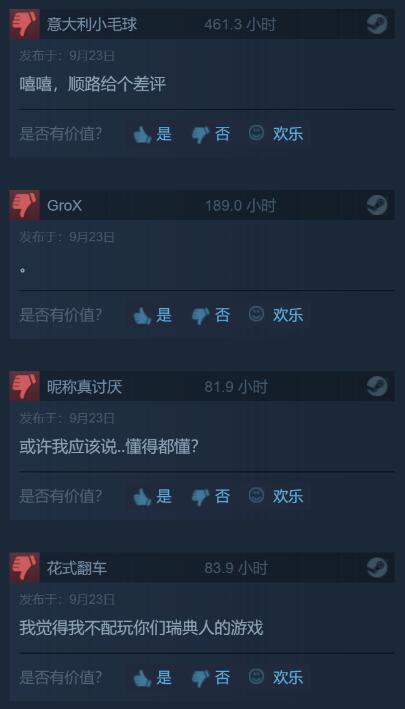 意大利小毛球 461.3 小时
发布于：9月23日
嘻嘻，顺路给个差评
是否有价值？ 是 否 欢乐
GroX 189.0 小时
发布于：9月23日
。
是否有价值？ 是 否 欢乐
昵称真讨厌 81.9 小时
发布于：9月23日
或许我应该说..懂得都懂？
是否有价值？ 是 否 欢乐
花式翻车 83.9 小时
发布于：9月23日
我觉得我不配玩你们瑞典人的游戏
是否有价值？ 是 否 欢乐